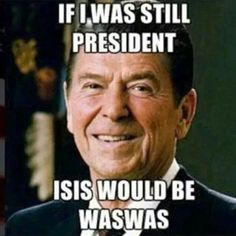 IF I WAS STILL
PRESIDENT
ISIS WOULD BE
WASWAS